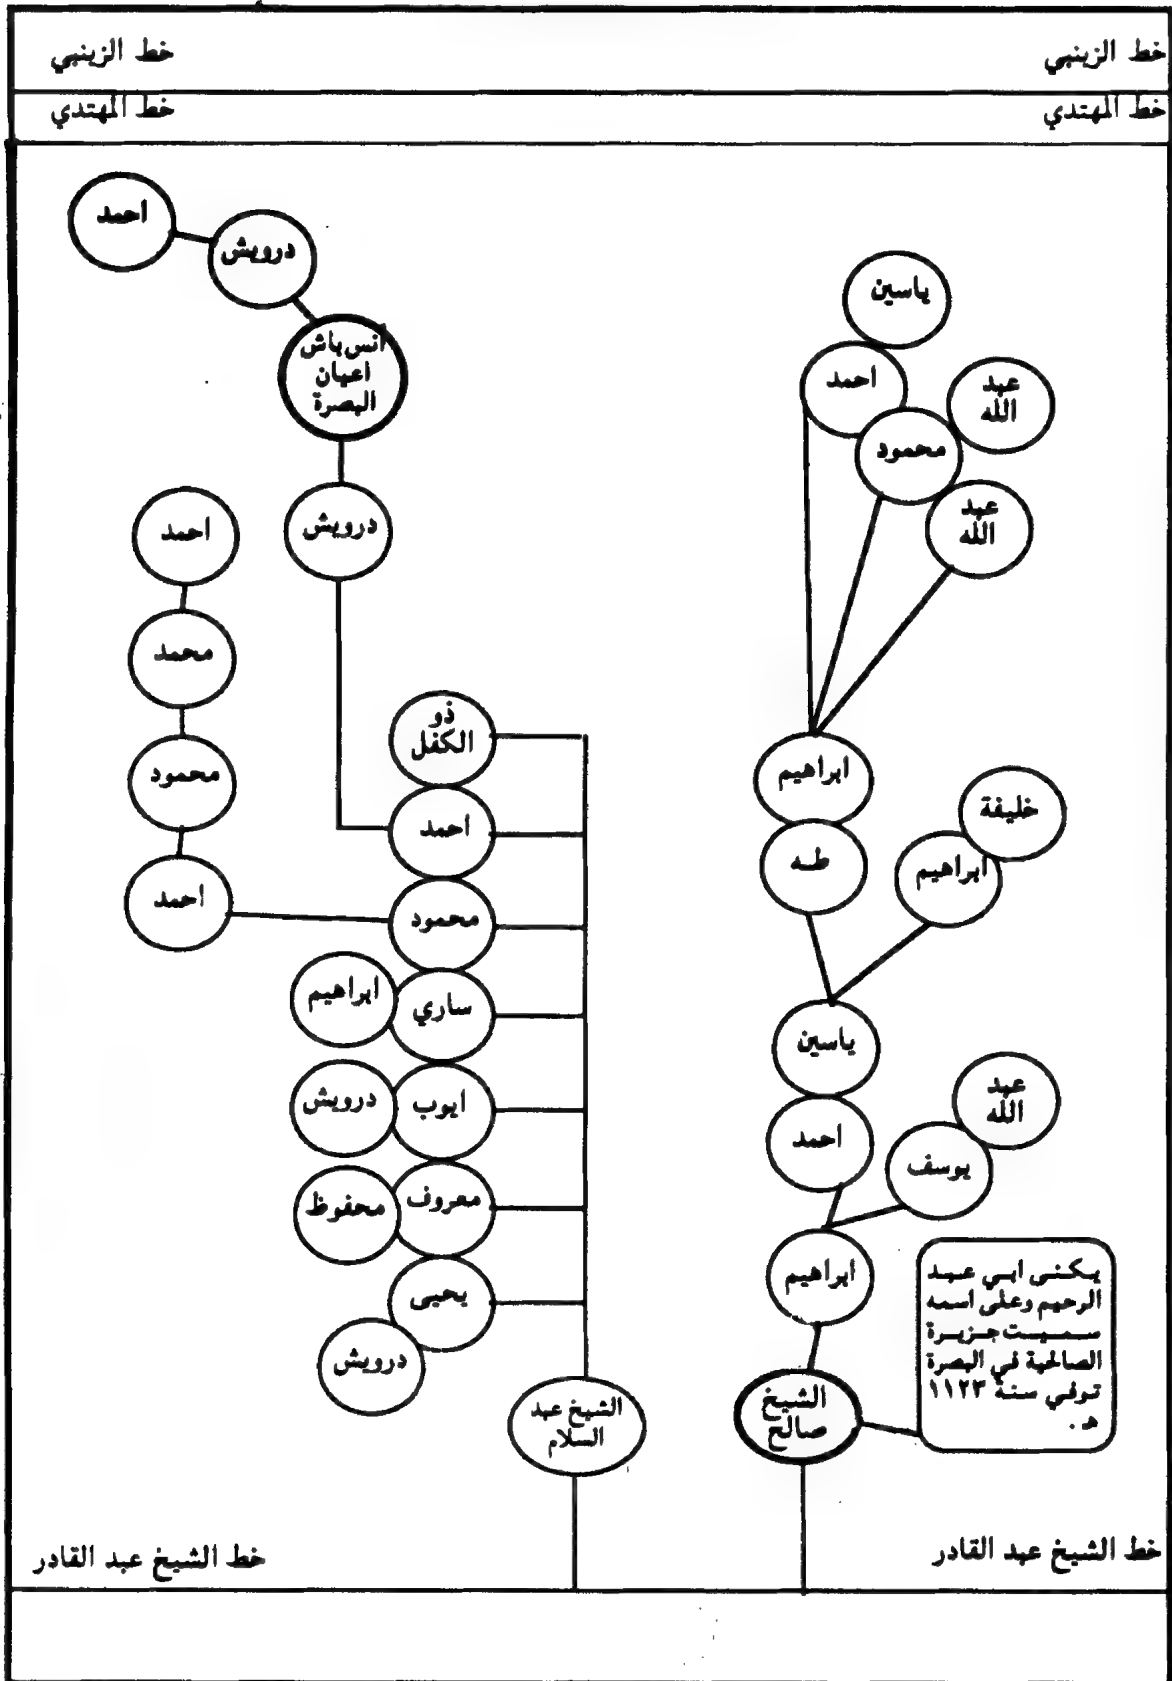 خط الزينبي
خط الزينبي
خط المهتدي
خط المهتدي
ياسين
احمد
عبد
الله
محمود
عبد
الله
ابراهيم
طه
خليفة
ابراهيم
ياسين
احمد
عبد
الله
يوسف
ابراهيم
يكنى ابي عبد
الرحيم وعلى اسمه
سميت جزيرة
الصالحية في البصرة
توفي سنة ١١٢٣
هـ .
الشيخ
صالح
خط الشيخ عبد القادر
احمد
درويش
أنس باش
اعيان
البصرة
درويش
احمد
محمد
محمود
احمد
ذو
الكفل
احمد
محمود
ساري
ابراهيم
ايوب
درويش
معروف
محفوظ
يحيى
درويش
الشيخ عبد
السلام
خط الشيخ عبد القادر